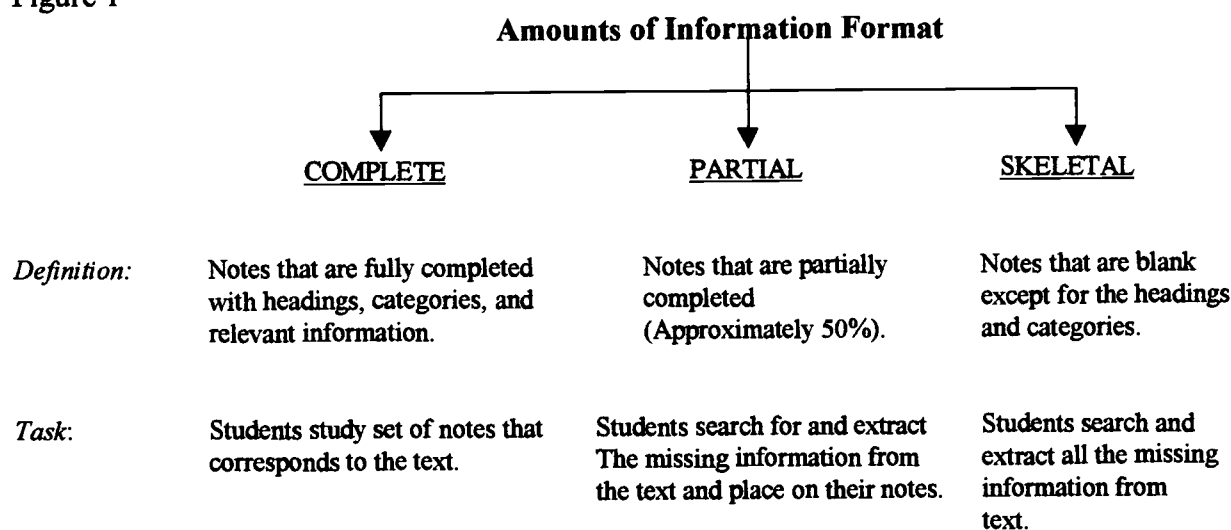 Figure 1
Amounts of Information Format
COMPLETE
PARTIAL
SKELETAL
Definition:
Notes that are fully completed
with headings, categories, and
relevant information.
Notes that are partially
completed
(Approximately 50%).
Notes that are blank
except for the headings
and categories.
Task:
Students study set of notes that
corresponds to the text.
Students search for and extract
The missing information from
the text and place on their notes.
Students search and
extract all the missing
information from
text.